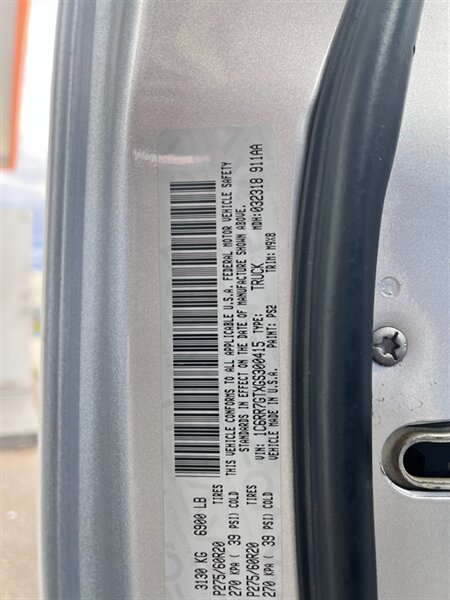 3130 KG 6900 LB
P275/60R20 TIRES
270 KPA ( 39 PSI) COLD
P275/60R20 TIRES
270 KPA ( 39 PSI) COLD
THIS VEHICLE CONFORMS TO ALL APPLICABLE U.S.A. FEDERAL MOTOR VEHICLE SAFETY
STANDARDS IN EFFECT ON THE DATE OF MANUFACTURE SHOWN ABOVE.
VIN: 1C6RR7GTXGS300415 TYPE: TRUCK MDH:032318 911AA
VEHICLE MADE IN U.S.A. PAINT: PS2 TRIM: M9X8